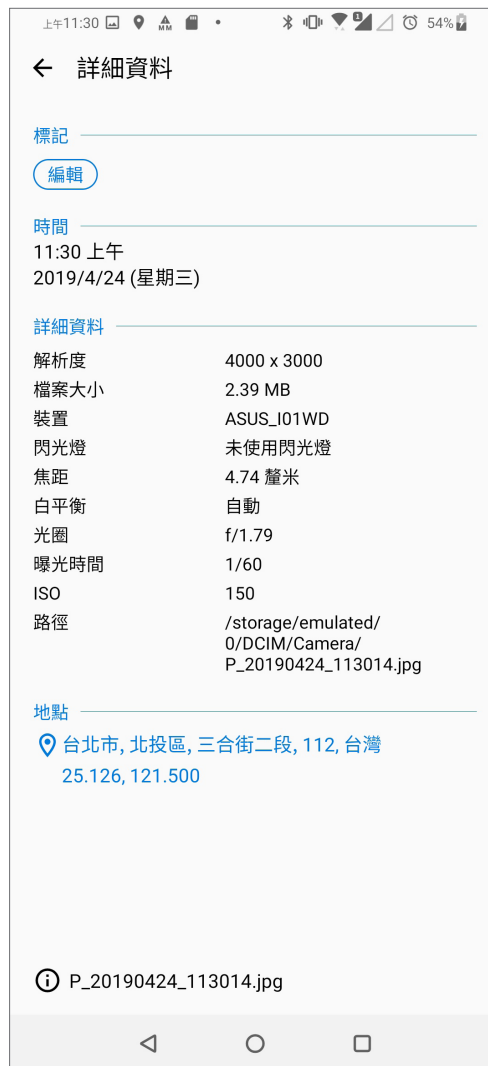 上午11:30 54%
詳細資料
標記
編輯
時間
11:30 上午
2019/4/24 (星期三)
詳細資料
解析度 4000 x 3000
檔案大小 2.39 MB
裝置 ASUS_I01WD
閃光燈 未使用閃光燈
焦距 4.74 釐米
白平衡 自動
光圈 f/1.79
曝光時間 1/60
ISO 150
路徑 /storage/emulated/
0/DCIM/Camera/
P_20190424_113014.jpg
地點
台北市, 北投區, 三合街二段, 112, 台灣
25.126, 121.500
P_20190424_113014.jpg